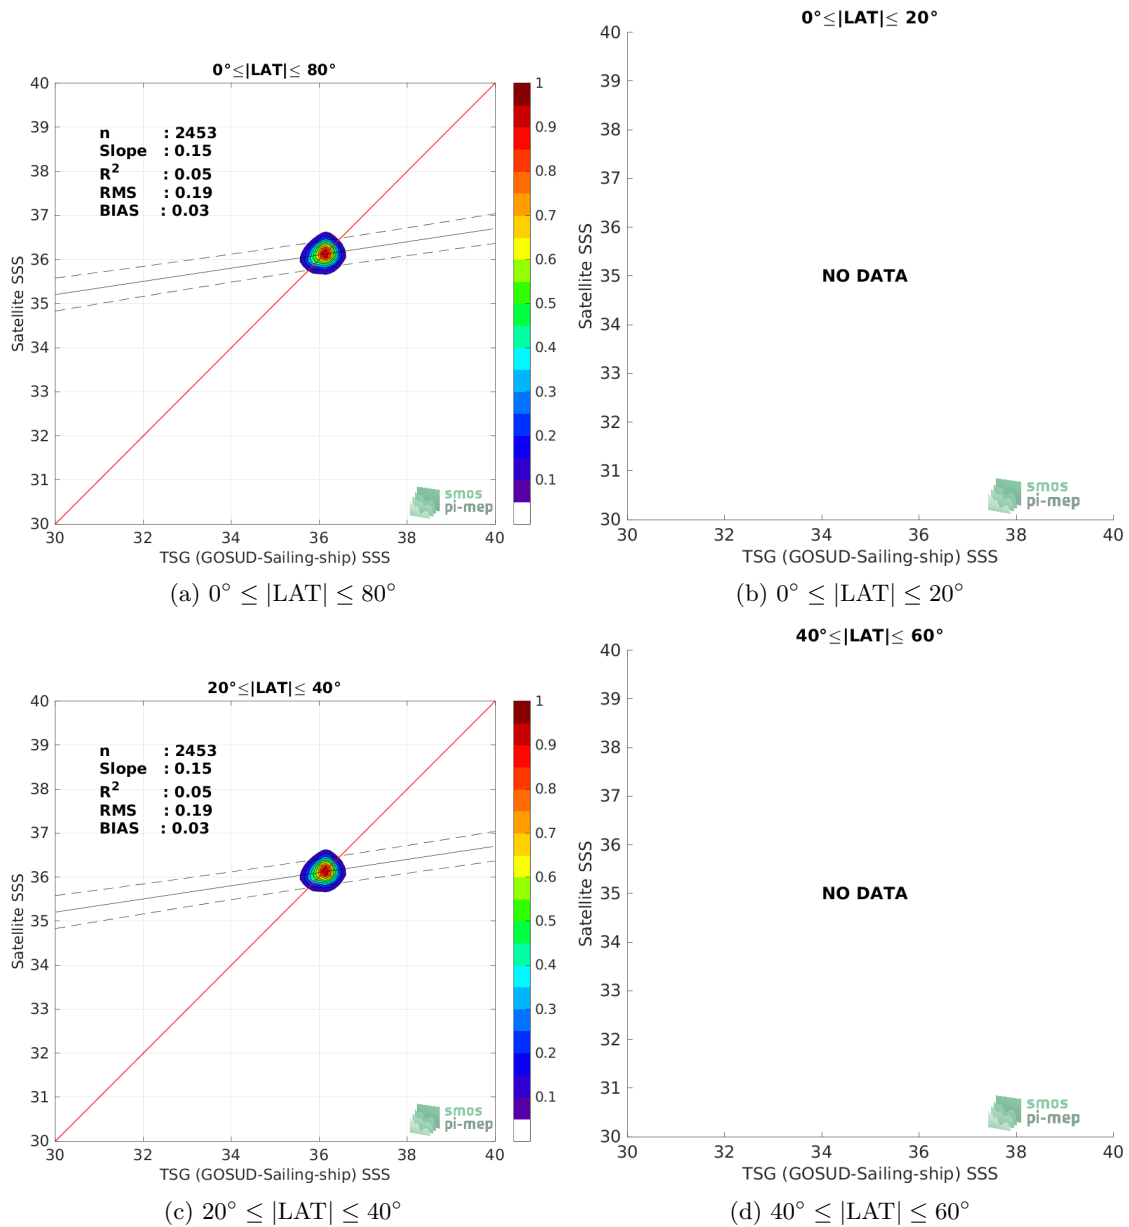 0°≤|LAT|≤ 80°
40
39
38
37
36
35
34
33
32
31
30
30
32
34
36
38
40
Satellite SSS
TSG (GOSUD-Sailing-ship) SSS
n : 2453
Slope : 0.15
R² : 0.05
RMS : 0.19
BIAS : 0.03
1
0.9
0.8
0.7
0.6
0.5
0.4
0.3
0.2
0.1
smos
pi-mep
(a) 0° ≤ |LAT| ≤ 80°
0°≤|LAT|≤ 20°
40
39
38
37
36
35
34
33
32
31
30
30
32
34
36
38
40
Satellite SSS
TSG (GOSUD-Sailing-ship) SSS
NO DATA
smos
pi-mep
(b) 0° ≤ |LAT| ≤ 20°
20°≤|LAT|≤ 40°
40
39
38
37
36
35
34
33
32
31
30
30
32
34
36
38
40
Satellite SSS
TSG (GOSUD-Sailing-ship) SSS
n : 2453
Slope : 0.15
R² : 0.05
RMS : 0.19
BIAS : 0.03
1
0.9
0.8
0.7
0.6
0.5
0.4
0.3
0.2
0.1
smos
pi-mep
(c) 20° ≤ |LAT| ≤ 40°
40°≤|LAT|≤ 60°
40
39
38
37
36
35
34
33
32
31
30
30
32
34
36
38
40
Satellite SSS
TSG (GOSUD-Sailing-ship) SSS
NO DATA
smos
pi-mep
(d) 40° ≤ |LAT| ≤ 60°